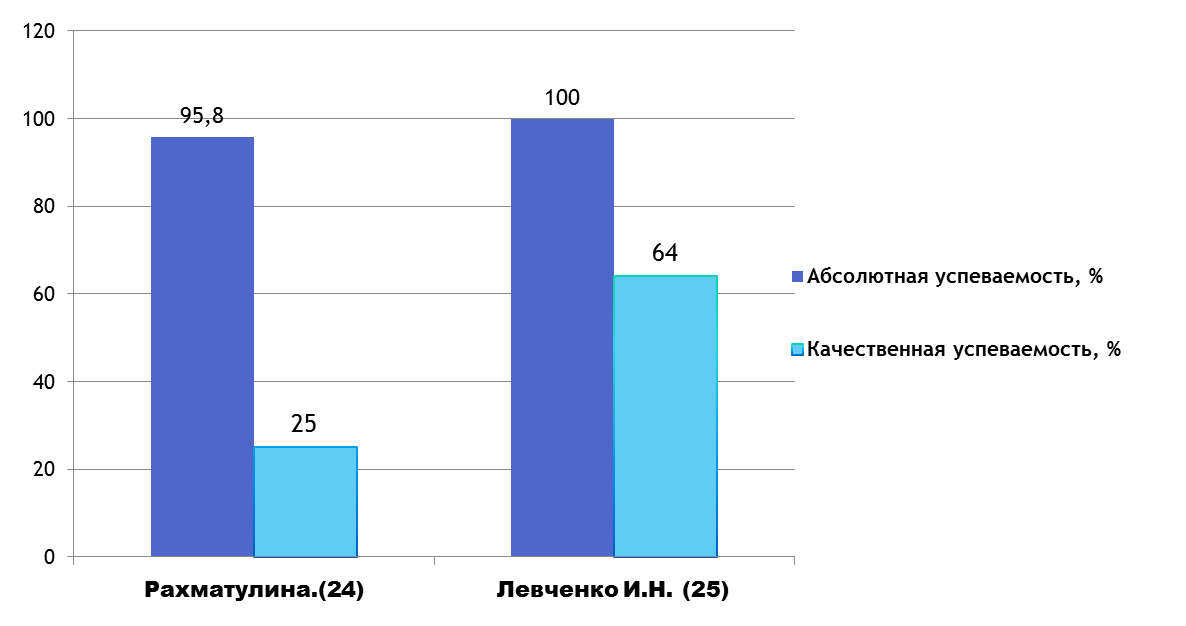 120
100
80
60
40
20
0
95,8
25
100
64
Рахматулина.(24)
Левченко И.Н. (25)
Абсолютная успеваемость, %
Качественная успеваемость, %